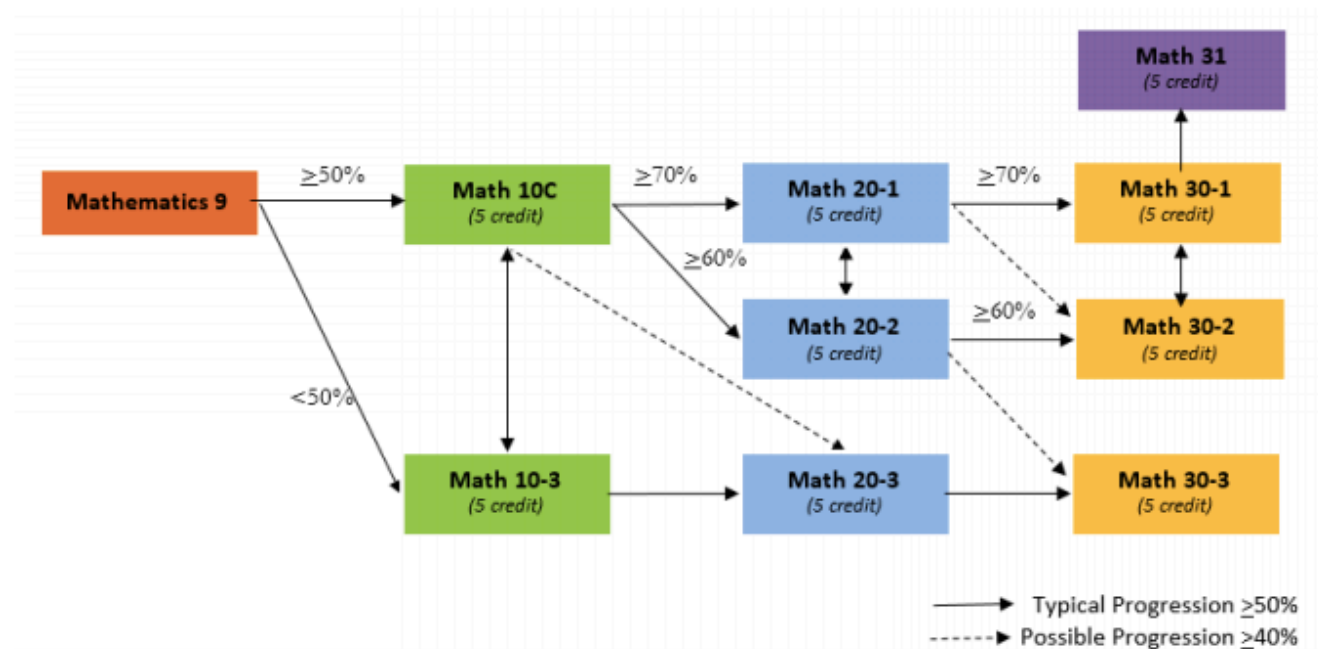 Math 31
(5 credit)
Mathematics 9
≥50%
Math 10C
(5 credit)
≥70%
Math 20-1
(5 credit)
≥70%
Math 30-1
(5 credit)
≥60%
Math 20-2
(5 credit)
≥60%
Math 30-2
(5 credit)
<50%
Math 10-3
(5 credit)
Math 20-3
(5 credit)
Math 30-3
(5 credit)
Typical Progression ≥50%
Possible Progression ≥40%